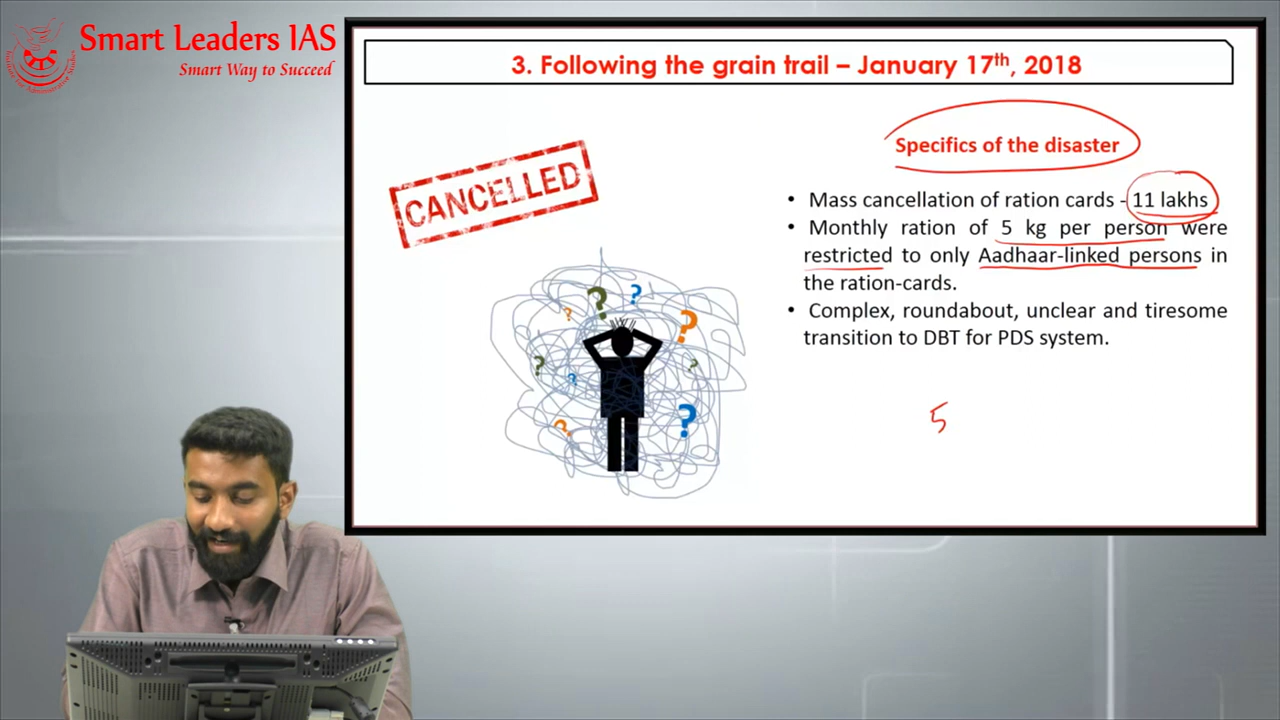 Smart Leaders IAS
Smart Way to Succeed
3. Following the grain trail – January 17th, 2018
CANCELLED
Specifics of the disaster
• Mass cancellation of ration cards - 11 lakhs
• Monthly ration of 5 kg per person were
restricted to only Aadhaar-linked persons in
the ration-cards.
• Complex, roundabout, unclear and tiresome
transition to DBT for PDS system.
? ? ? ? ? ? ? ? ?
5